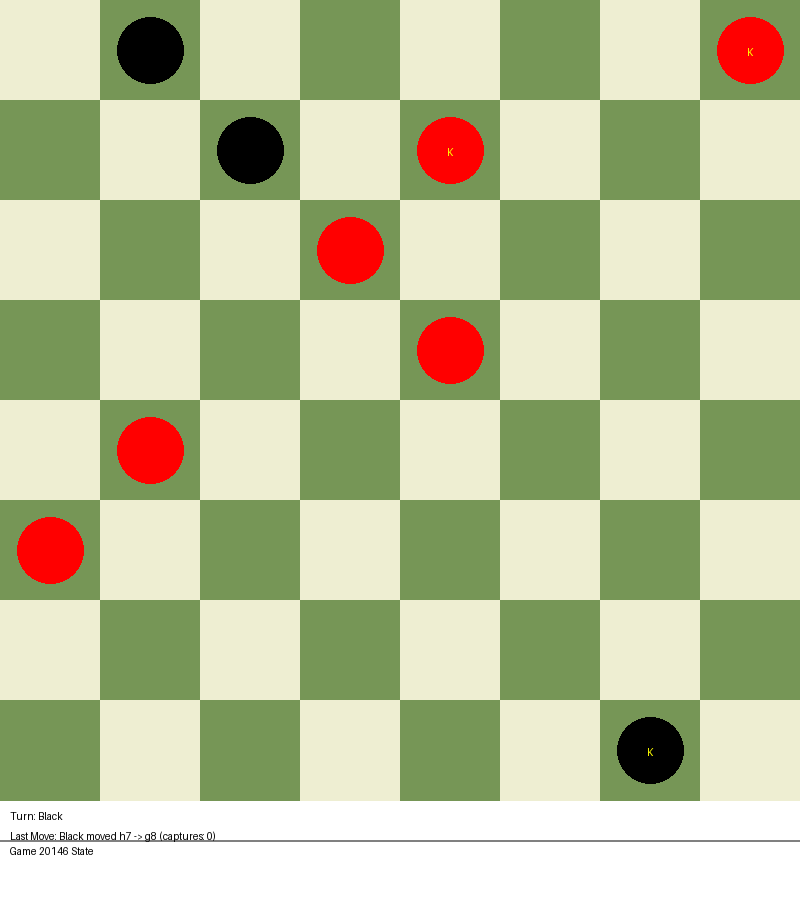 K
K
K
Turn: Black
Last Move: Black moved h7 -> g8 (captures: 0)
Game 20146 State